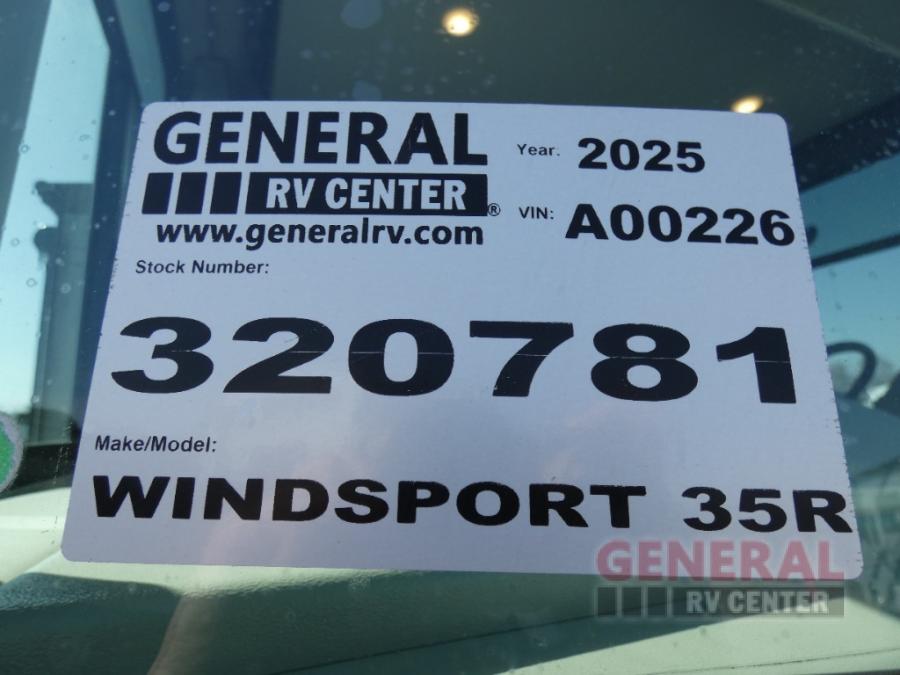 GENERAL
RV CENTER®
www.generalrv.com
Year. 2025
VIN: A00226
Stock Number:
320781
Make/Model:
WINDSPORT 35R
GENERAL
RV CENTER